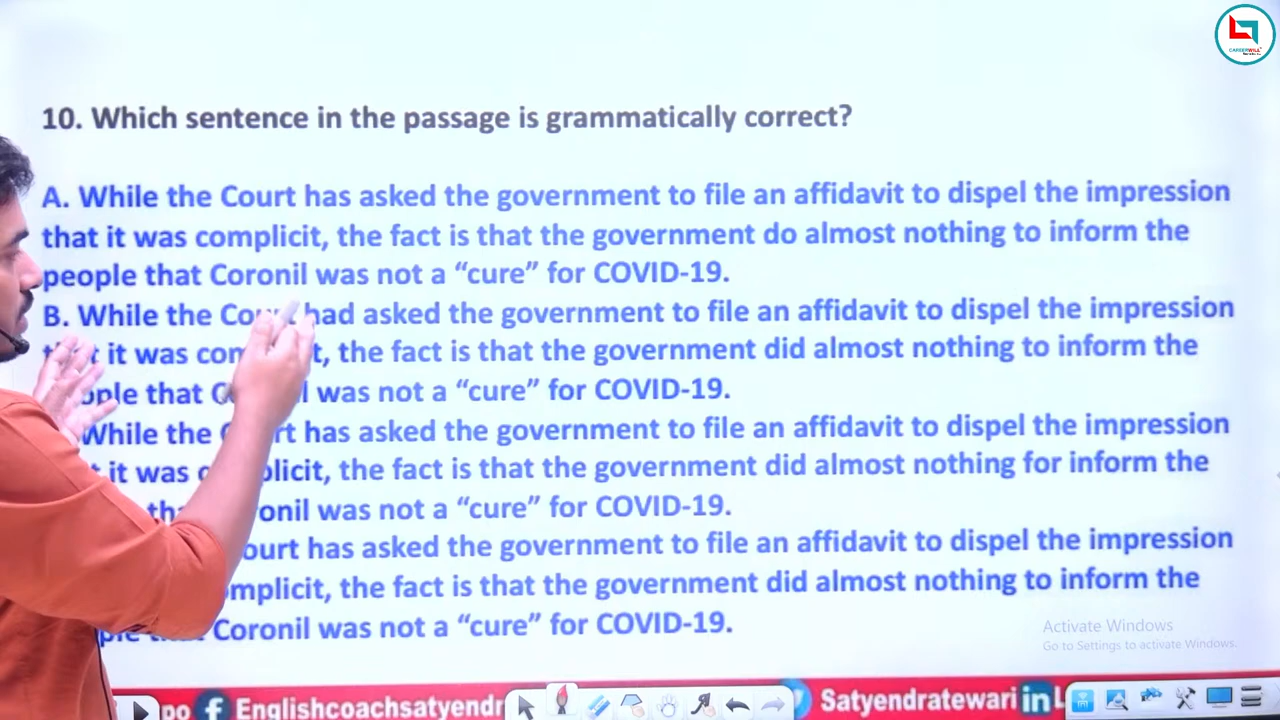 CAREERWILL
10. Which sentence in the passage is grammatically correct?
A. While the Court has asked the government to file an affidavit to dispel the impression
that it was complicit, the fact is that the government do almost nothing to inform the
people that Coronil was not a “cure” for COVID-19.
B. While the had asked the government to file an affidavit to dispel the impression
it was the fact is that the government did almost nothing to inform the
that was not a “cure” for COVID-19.
While the has asked the government to file an affidavit to dispel the impression
it was the fact is that the government did almost nothing for inform the
was not a “cure” for COVID-19.
has asked the government to file an affidavit to dispel the impression
the fact is that the government did almost nothing to inform the
Coronil was not a “cure” for COVID-19.
Activate Windows
Go to Settings to activate Windows.
Englishcoachsatyendr
Satyendratewari in